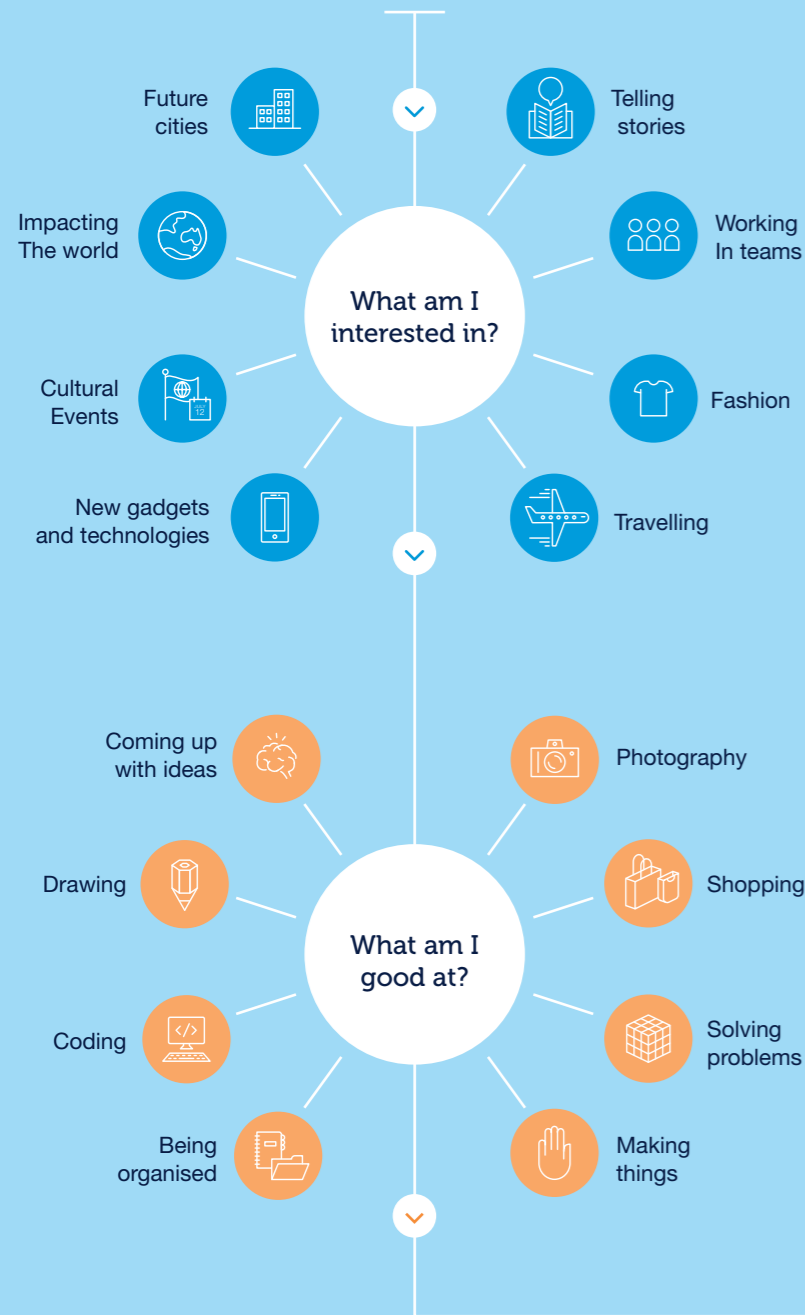 Future
cities
Telling
stories
Impacting
The world
Working
In teams
What am I
interested in?
Cultural
Events
JULY
12
Fashion
New gadgets
and technologies
Travelling
Coming up
with ideas
Photography
Drawing
Shopping
What am I
good at?
Coding
</>
Solving
problems
Being
organised
Making
things